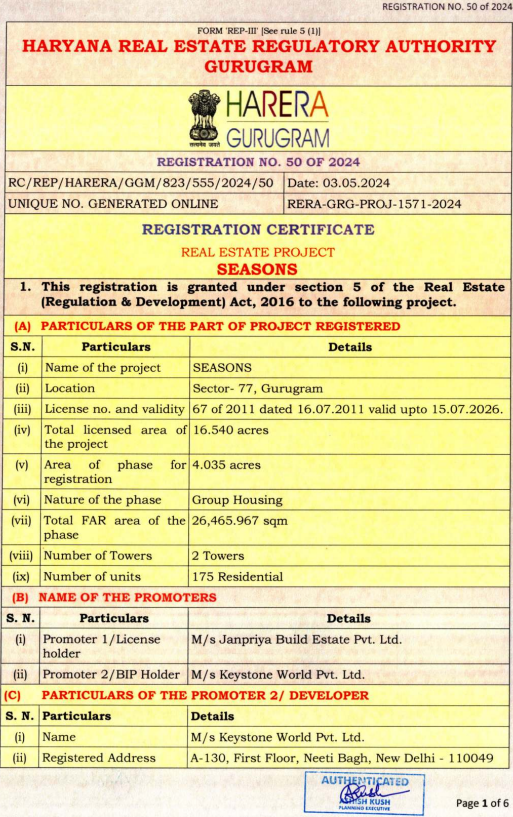 REGISTRATION NO. 50 of 2024
FORM 'REP-III' [See rule 5 (1)]
HARYANA REAL ESTATE REGULATORY AUTHORITY
GURUGRAM
सत्यमेव जयते
HARERA
GURUGRAM
REGISTRATION NO. 50 OF 2024
RC/REP/HARERA/GGM/823/555/2024/50 Date: 03.05.2024
UNIQUE NO. GENERATED ONLINE RERA-GRG-PROJ-1571-2024
REGISTRATION CERTIFICATE
REAL ESTATE PROJECT
SEASONS
1. This registration is granted under section 5 of the Real Estate
(Regulation & Development) Act, 2016 to the following project.
(A) PARTICULARS OF THE PART OF PROJECT REGISTERED
S.N. Particulars Details
(i) Name of the project SEASONS
(ii) Location Sector- 77, Gurugram
(iii) License no. and validity 67 of 2011 dated 16.07.2011 valid upto 15.07.2026.
(iv) Total licensed area of 16.540 acres
the project
(v) Area of phase for 4.035 acres
registration
(vi) Nature of the phase Group Housing
(vii) Total FAR area of the 26,465.967 sqm
phase
(viii) Number of Towers 2 Towers
(ix) Number of units 175 Residential
(B) NAME OF THE PROMOTERS
S. N. Particulars Details
(i) Promoter 1/License M/s Janpriya Build Estate Pvt. Ltd.
holder
(ii) Promoter 2/BIP Holder M/s Keystone World Pvt. Ltd.
(C) PARTICULARS OF THE PROMOTER 2/ DEVELOPER
S. N. Particulars Details
(i) Name M/s Keystone World Pvt. Ltd.
(ii) Registered Address A-130, First Floor, Neeti Bagh, New Delhi - 110049
AUTHENTICATED
ASHISH KUSH
PLANNING EXECUTIVE
Page 1 of 6